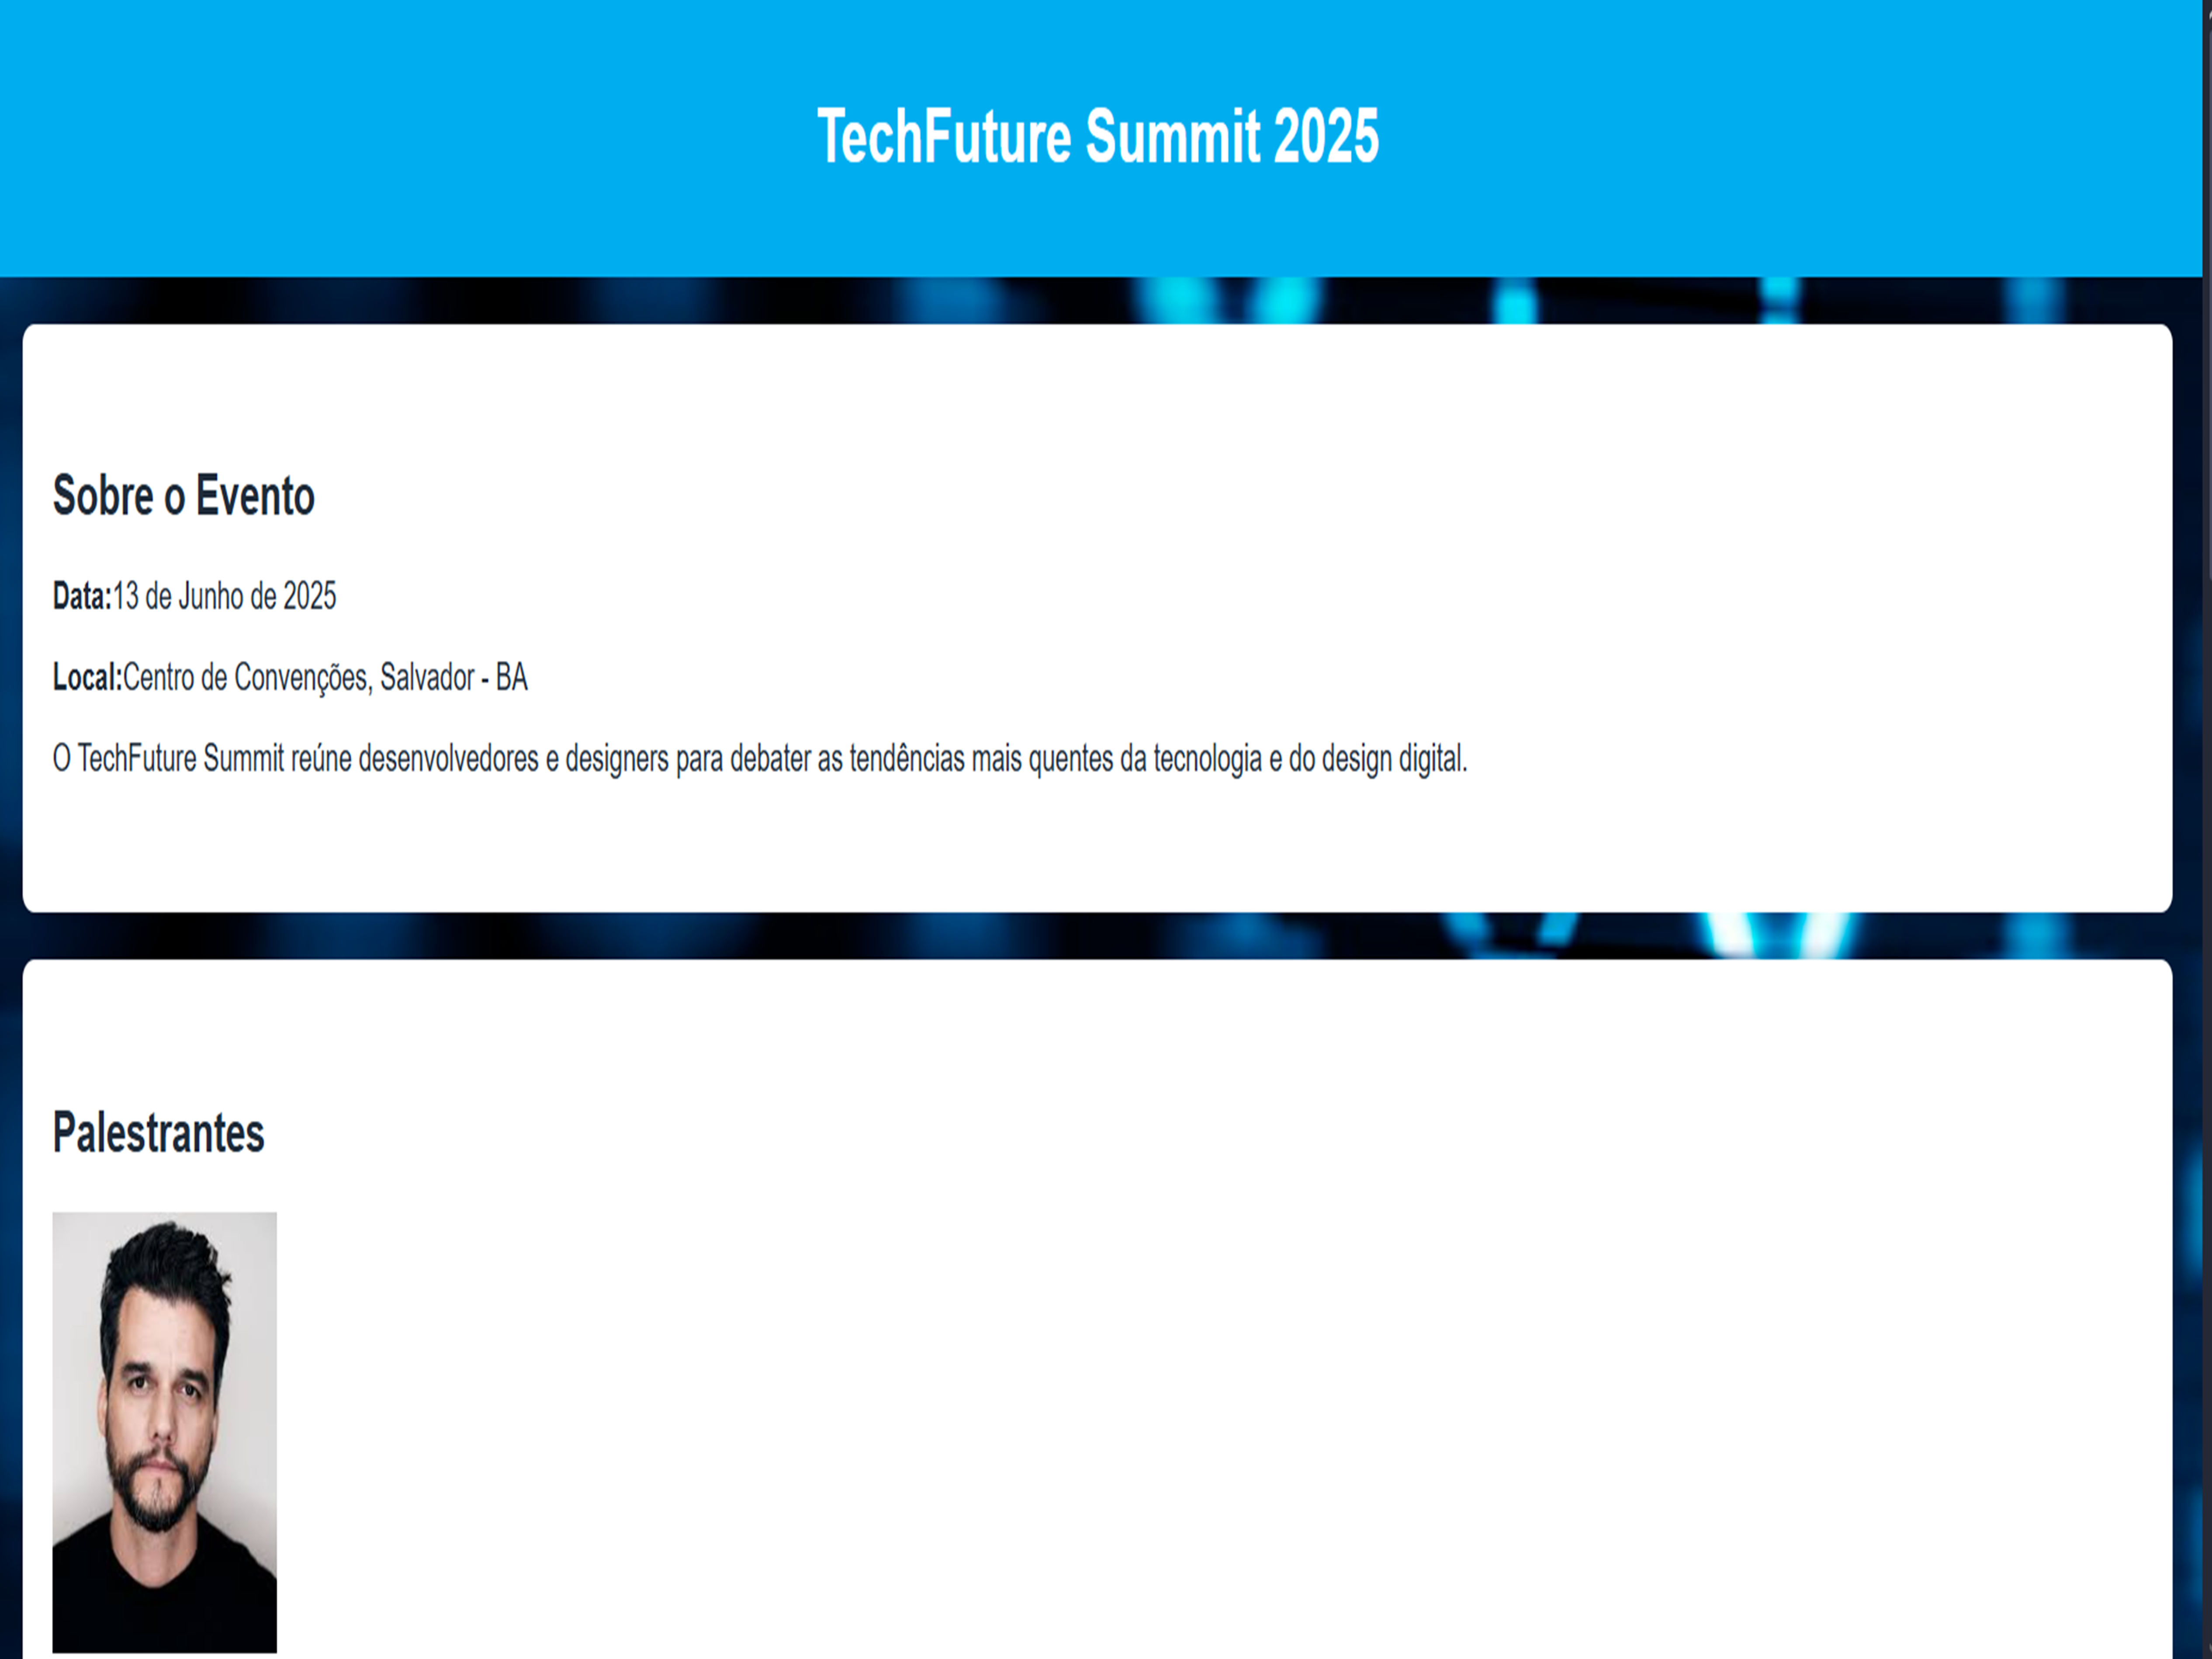 TechFuture Summit 2025
Sobre o Evento
Data:13 de Junho de 2025
Local:Centro de Convenções, Salvador - BA
O TechFuture Summit reúne desenvolvedores e designers para debater as tendências mais quentes da tecnologia e do design digital.
Palestrantes